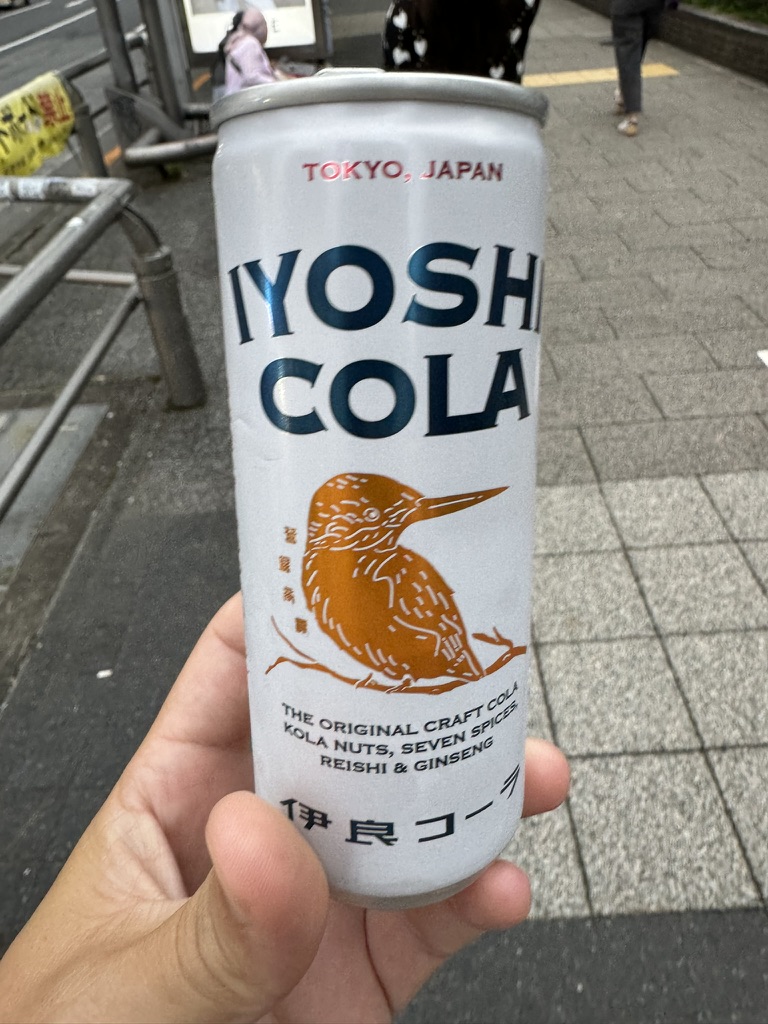 TOKYO, JAPAN
IYOSHI
COLA
THE ORIGINAL CRAFT COLA
KOLA NUTS, SEVEN SPICES,
REISHI & GINSENG
伊良コーラ